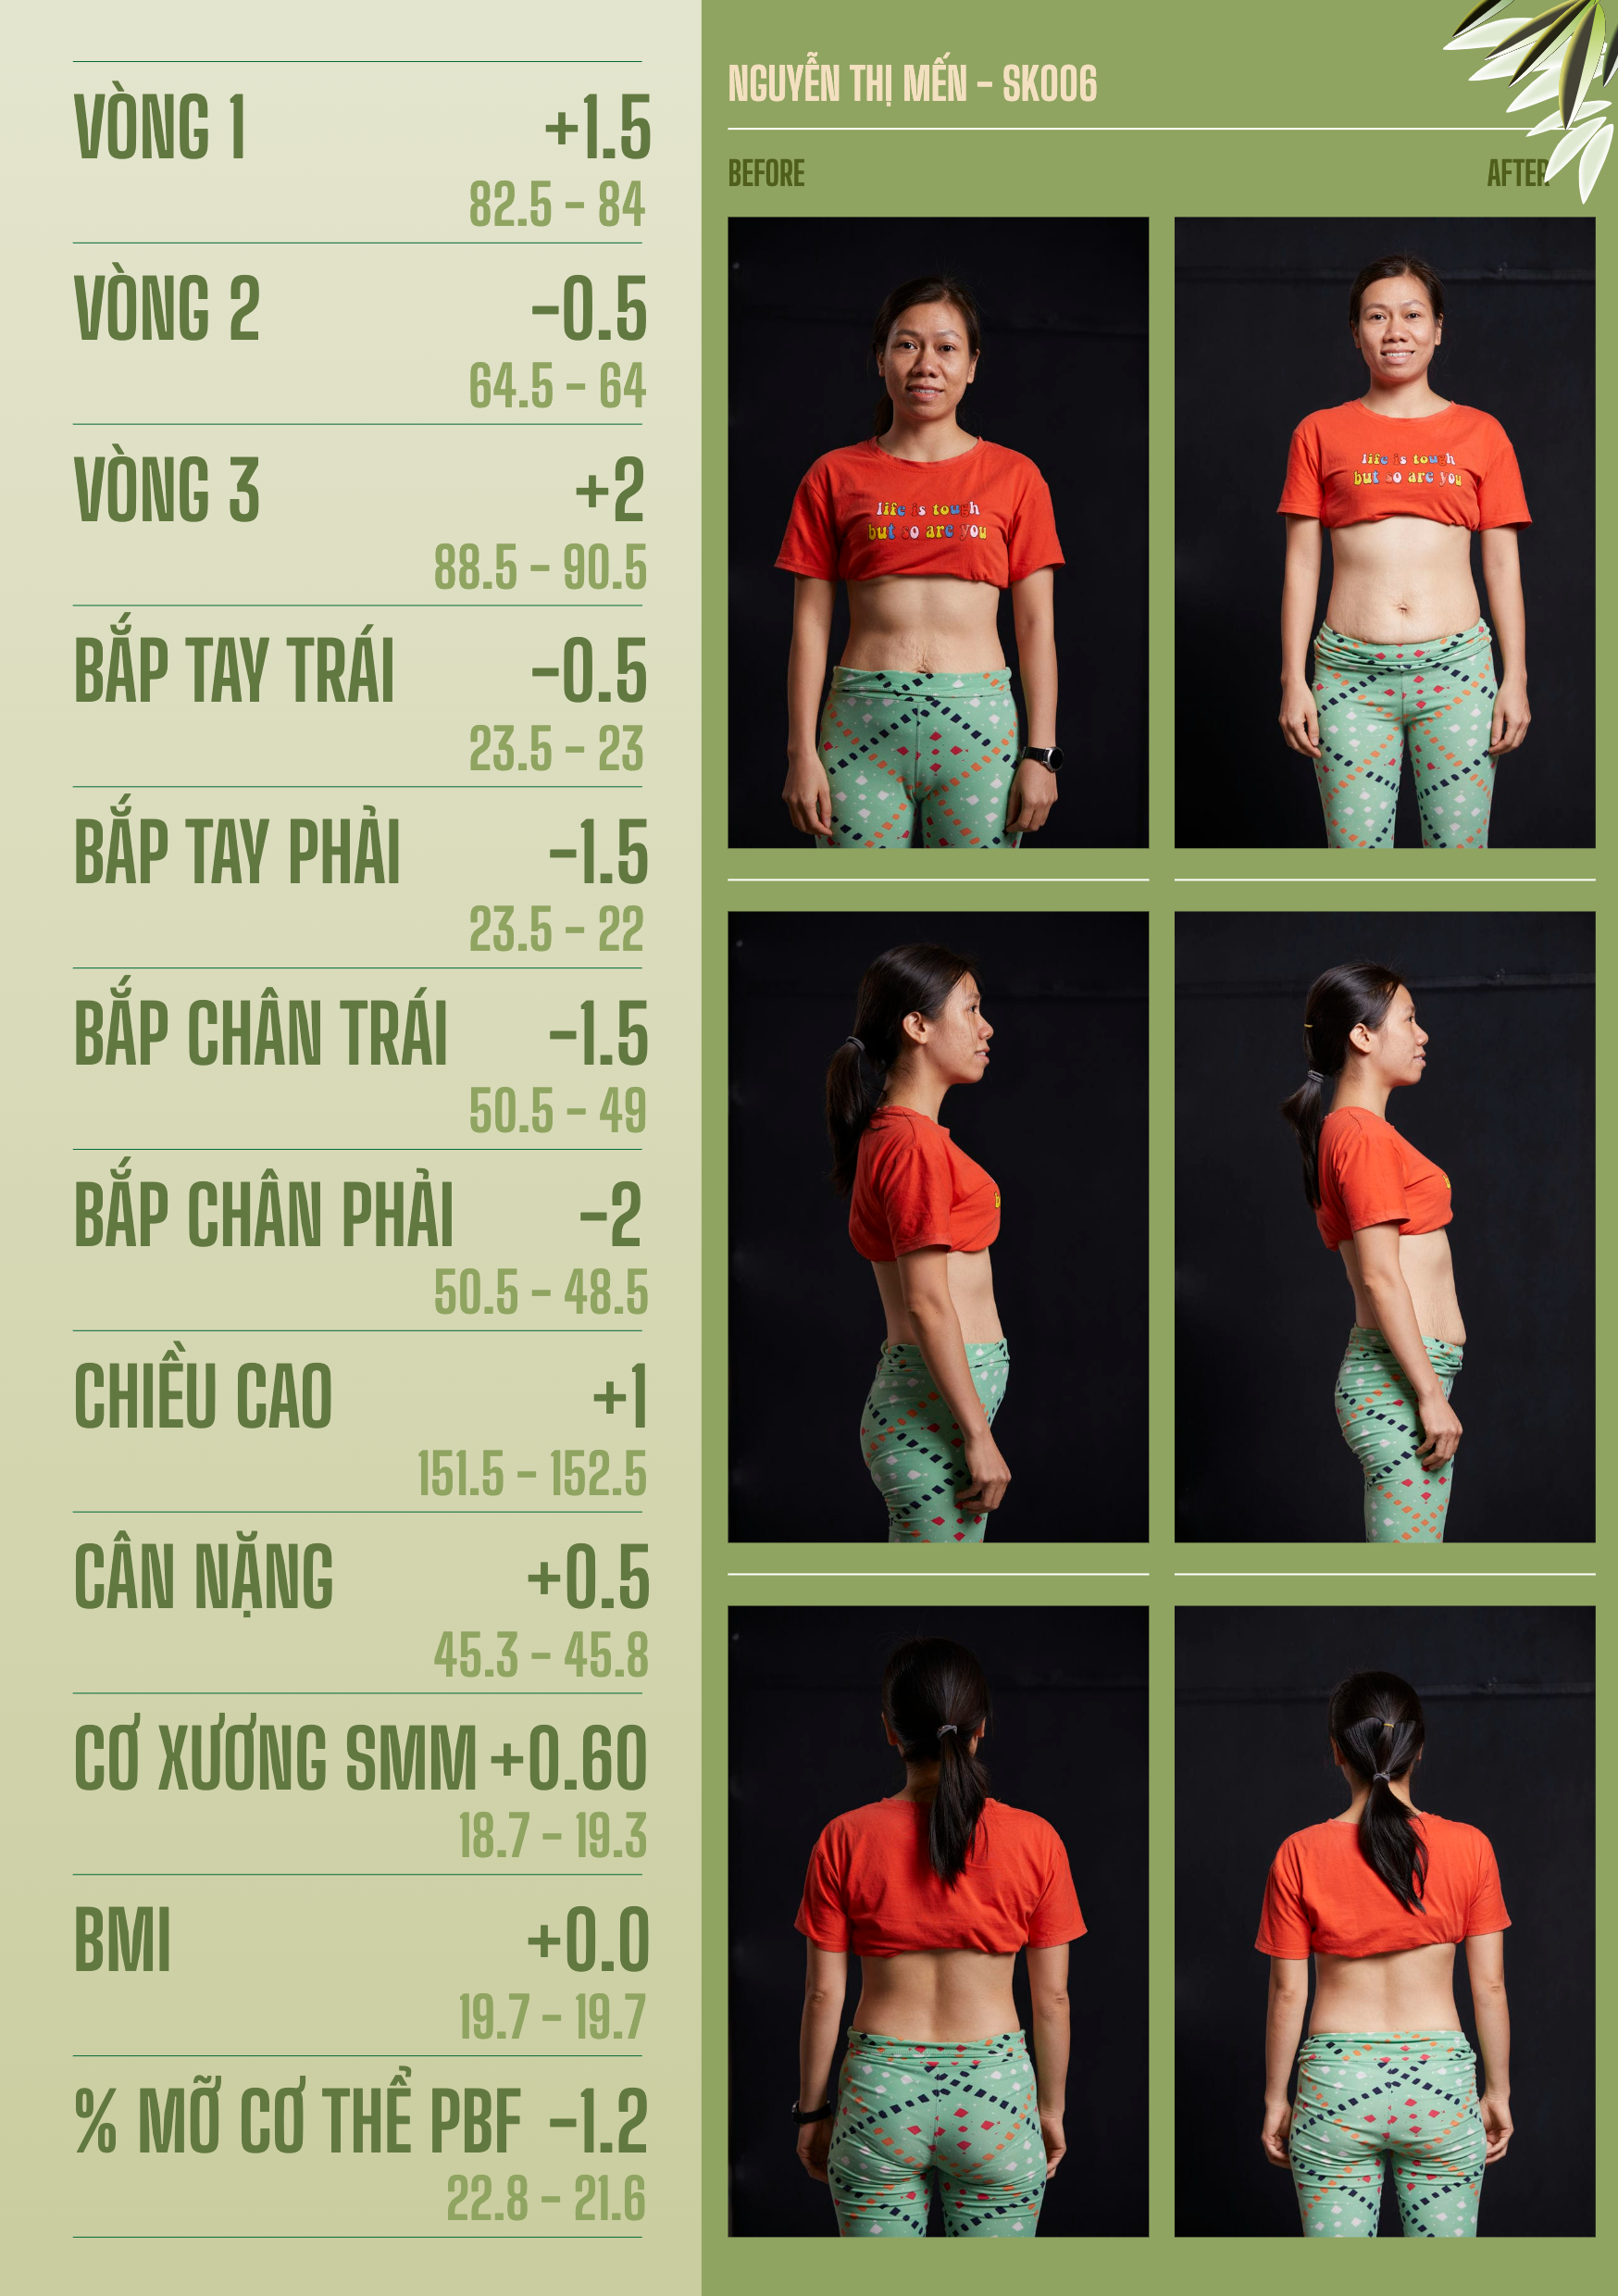 VÒNG 1 +1.5
82.5 - 84
VÒNG 2 -0.5
64.5 - 64
VÒNG 3 +2
88.5 - 90.5
BẮP TAY TRÁI -0.5
23.5 - 23
BẮP TAY PHẢI -1.5
23.5 - 22
BẮP CHÂN TRÁI -1.5
50.5 - 49
BẮP CHÂN PHẢI -2
50.5 - 48.5
CHIỀU CAO +1
151.5 - 152.5
CÂN NẶNG +0.5
45.3 - 45.8
CƠ XƯƠNG SMM +0.60
18.7 - 19.3
BMI +0.0
19.7 - 19.7
% MỠ CƠ THỂ PBF -1.2
22.8 - 21.6
NGUYỄN THỊ MẾN - SK006
BEFORE AFTER
life is tough
but so are you
life is tough
but so are you